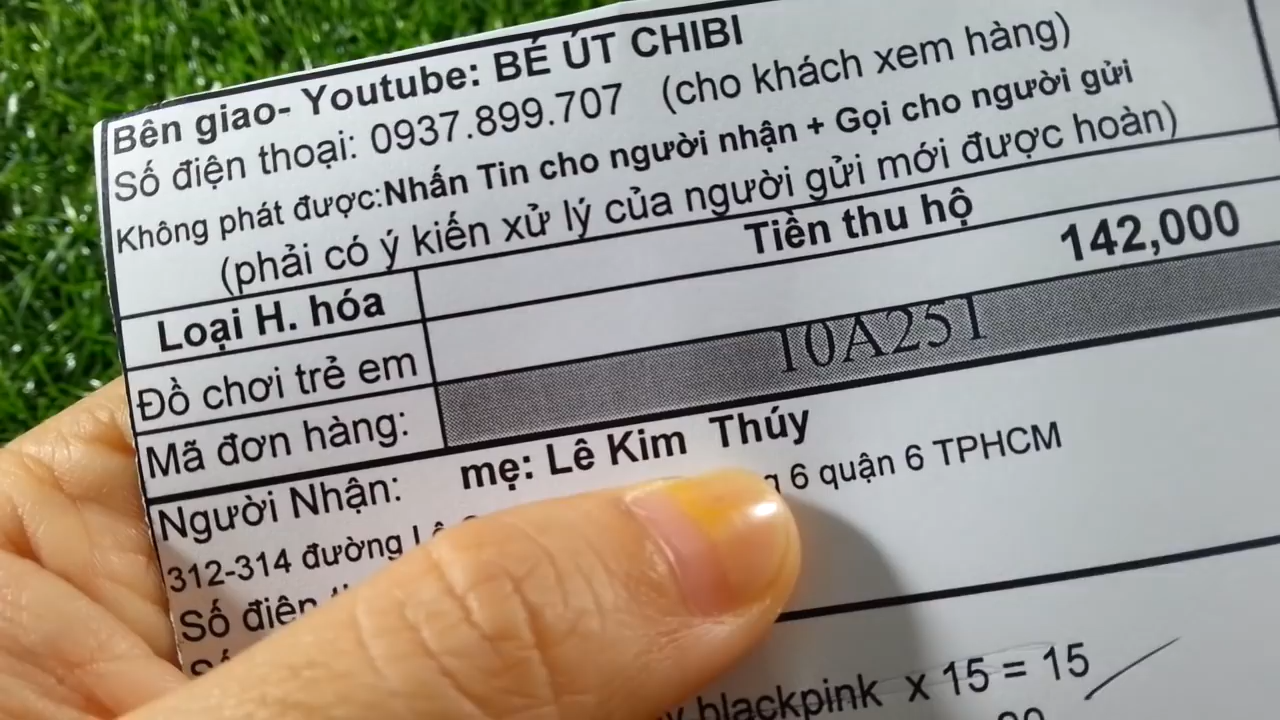 Bên giao- Youtube: BÉ ÚT CHIBI
Số điện thoại: 0937.899.707 (cho khách xem hàng)
Không phát được:Nhấn Tin cho người nhận + Gọi cho người gửi
(phải có ý kiến xử lý của người gửi mới được hoàn)
Loại H. hóa Tiền thu hộ
Đồ chơi trẻ em 142,000
Mã đơn hàng: 10A251
Người Nhận: mẹ: Lê Kim Thúy
312-314 đường 6 quận 6 TPHCM
Số điện
blackpink x 15 = 15